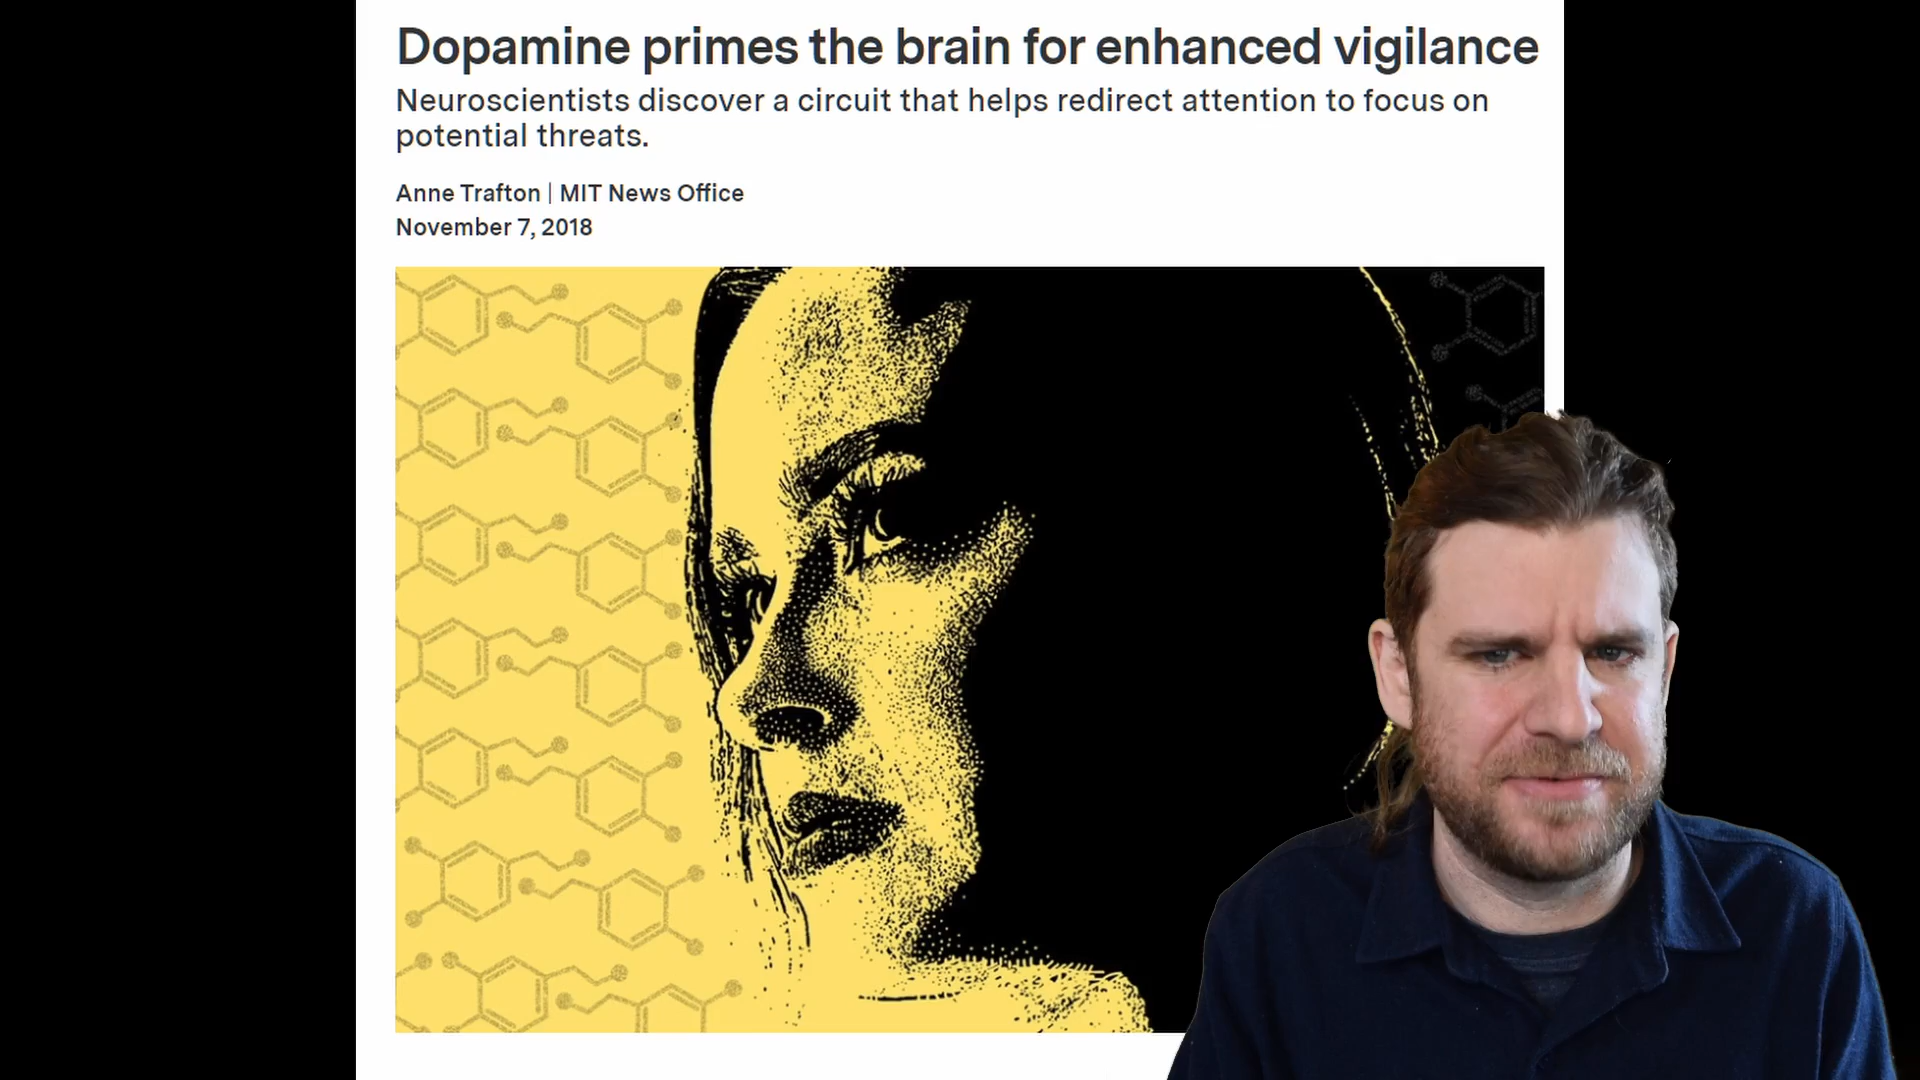 Dopamine primes the brain for enhanced vigilance
Neuroscientists discover a circuit that helps redirect attention to focus on
potential threats.
Anne Trafton | MIT News Office
November 7, 2018